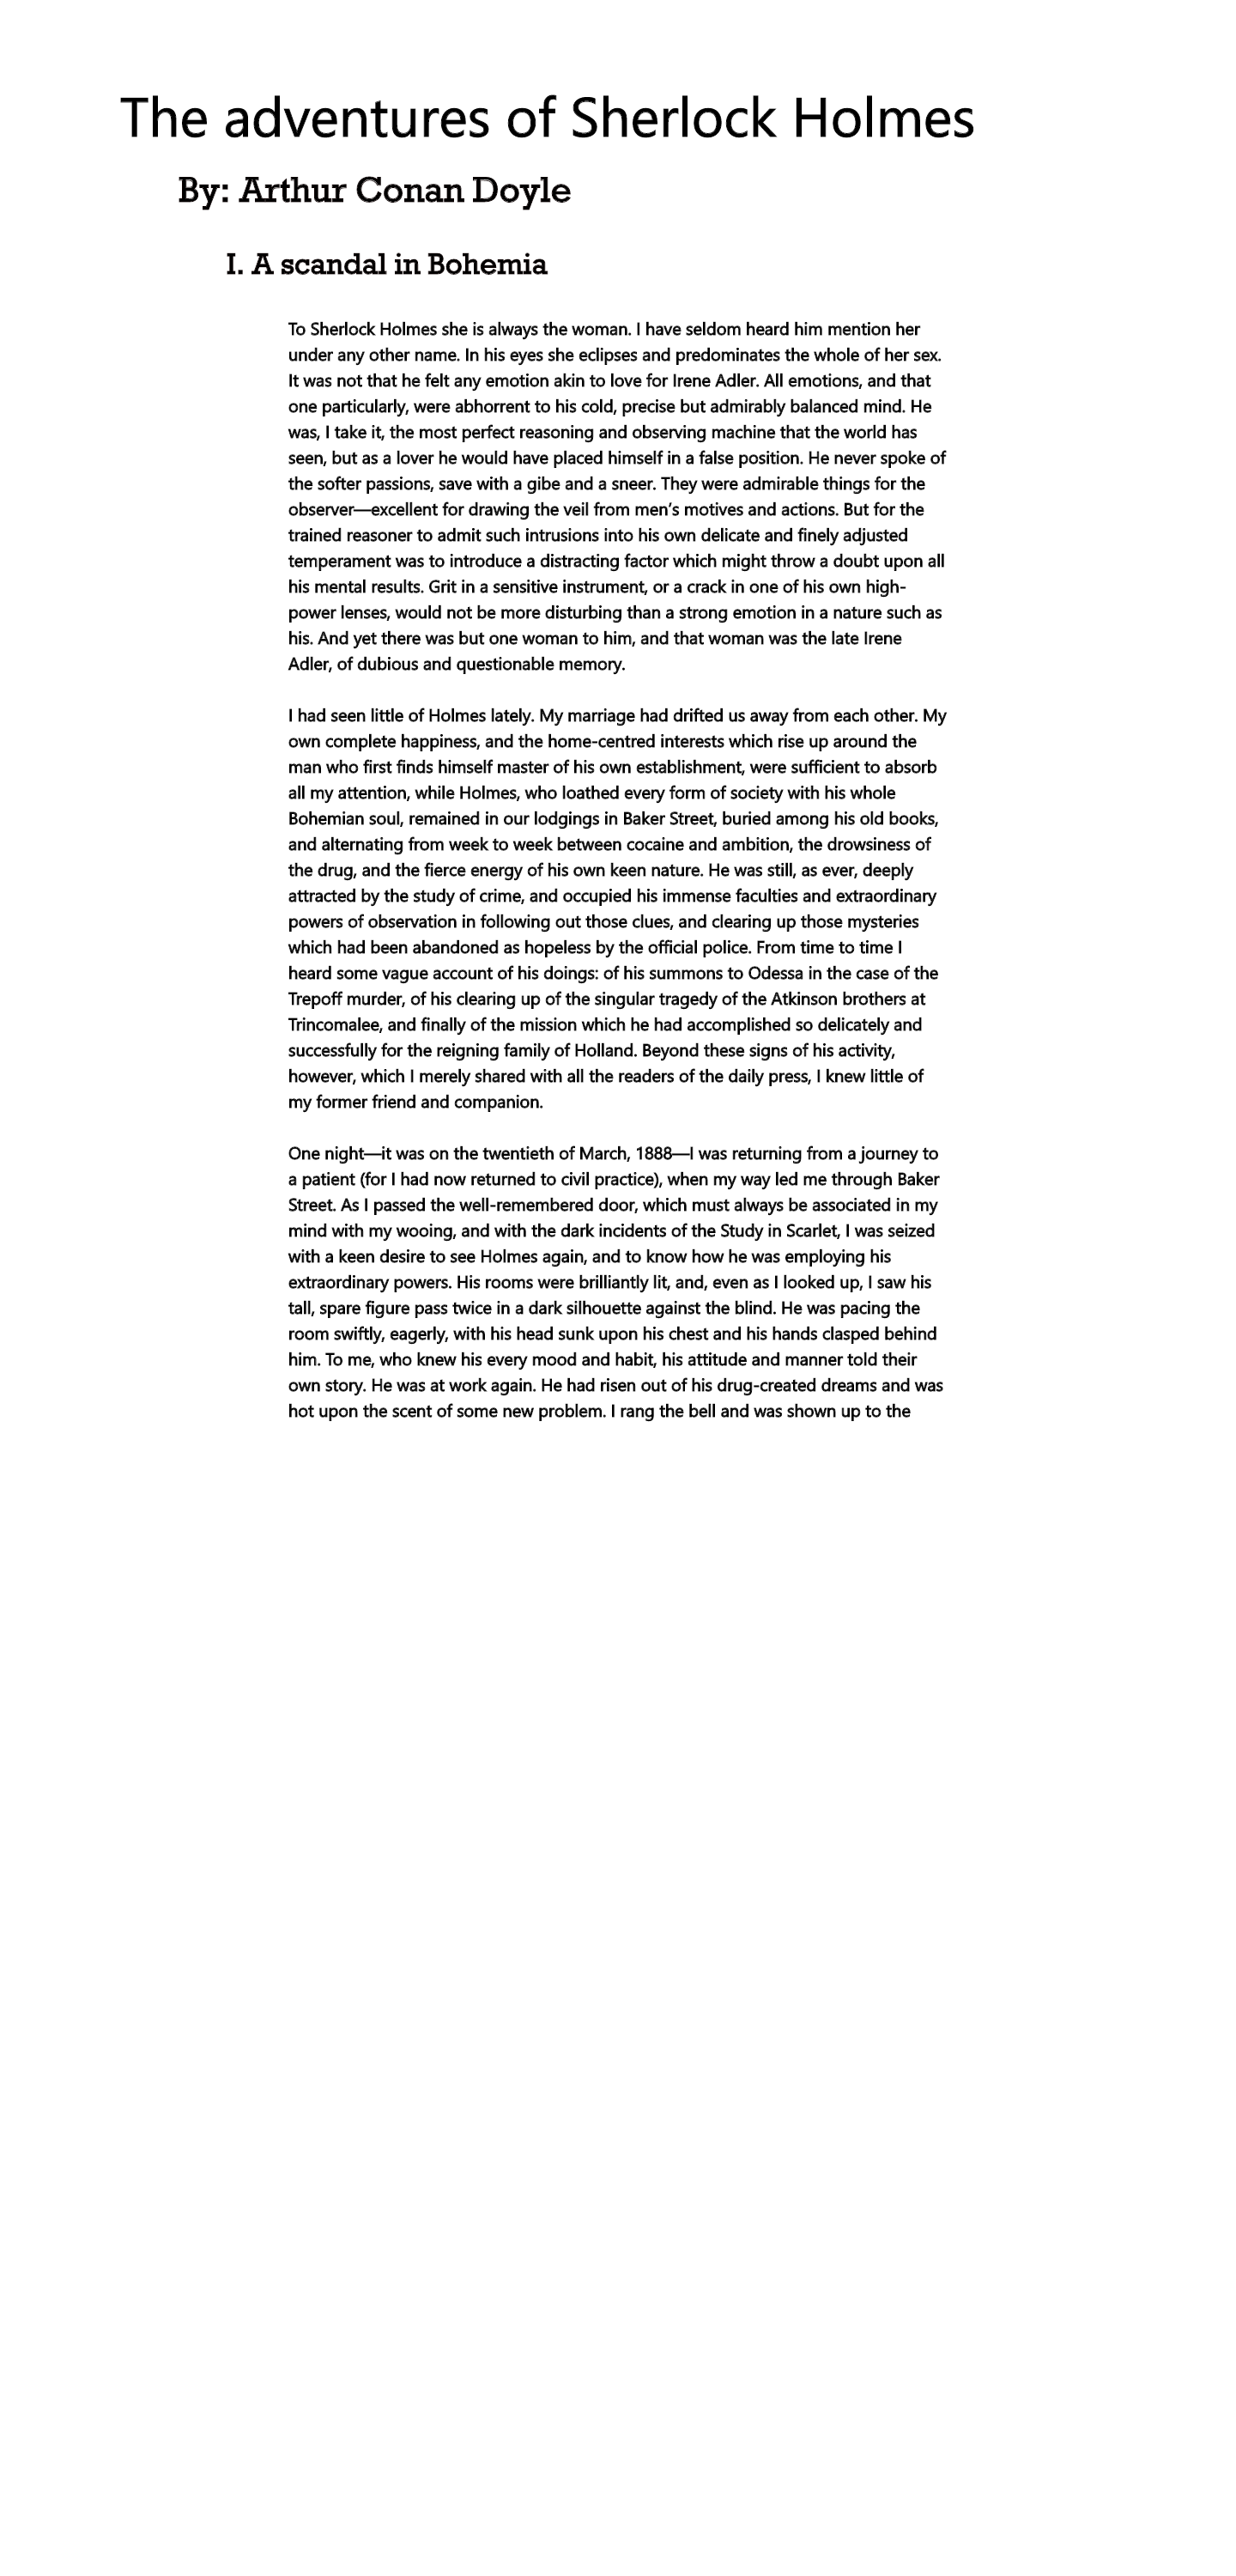 The adventures of Sherlock Holmes
By: Arthur Conan Doyle
I. A scandal in Bohemia
To Sherlock Holmes she is always the woman. I have seldom heard him mention her
under any other name. In his eyes she eclipses and predominates the whole of her sex.
It was not that he felt any emotion akin to love for Irene Adler. All emotions, and that
one particularly, were abhorrent to his cold, precise but admirably balanced mind. He
was, I take it, the most perfect reasoning and observing machine that the world has
seen, but as a lover he would have placed himself in a false position. He never spoke of
the softer passions, save with a gibe and a sneer. They were admirable things for the
observer—excellent for drawing the veil from men’s motives and actions. But for the
trained reasoner to admit such intrusions into his own delicate and finely adjusted
temperament was to introduce a distracting factor which might throw a doubt upon all
his mental results. Grit in a sensitive instrument, or a crack in one of his own high-
power lenses, would not be more disturbing than a strong emotion in a nature such as
his. And yet there was but one woman to him, and that woman was the late Irene
Adler, of dubious and questionable memory.
I had seen little of Holmes lately. My marriage had drifted us away from each other. My
own complete happiness, and the home-centred interests which rise up around the
man who first finds himself master of his own establishment, were sufficient to absorb
all my attention, while Holmes, who loathed every form of society with his whole
Bohemian soul, remained in our lodgings in Baker Street, buried among his old books,
and alternating from week to week between cocaine and ambition, the drowsiness of
the drug, and the fierce energy of his own keen nature. He was still, as ever, deeply
attracted by the study of crime, and occupied his immense faculties and extraordinary
powers of observation in following out those clues, and clearing up those mysteries
which had been abandoned as hopeless by the official police. From time to time I
heard some vague account of his doings: of his summons to Odessa in the case of the
Trepoff murder, of his clearing up of the singular tragedy of the Atkinson brothers at
Trincomalee, and finally of the mission which he had accomplished so delicately and
successfully for the reigning family of Holland. Beyond these signs of his activity,
however, which I merely shared with all the readers of the daily press, I knew little of
my former friend and companion.
One night—it was on the twentieth of March, 1888—I was returning from a journey to
a patient (for I had now returned to civil practice), when my way led me through Baker
Street. As I passed the well-remembered door, which must always be associated in my
mind with my wooing, and with the dark incidents of the Study in Scarlet, I was seized
with a keen desire to see Holmes again, and to know how he was employing his
extraordinary powers. His rooms were brilliantly lit, and, even as I looked up, I saw his
tall, spare figure pass twice in a dark silhouette against the blind. He was pacing the
room swiftly, eagerly, with his head sunk upon his chest and his hands clasped behind
him. To me, who knew his every mood and habit, his attitude and manner told their
own story. He was at work again. He had risen out of his drug-created dreams and was
hot upon the scent of some new problem. I rang the bell and was shown up to the